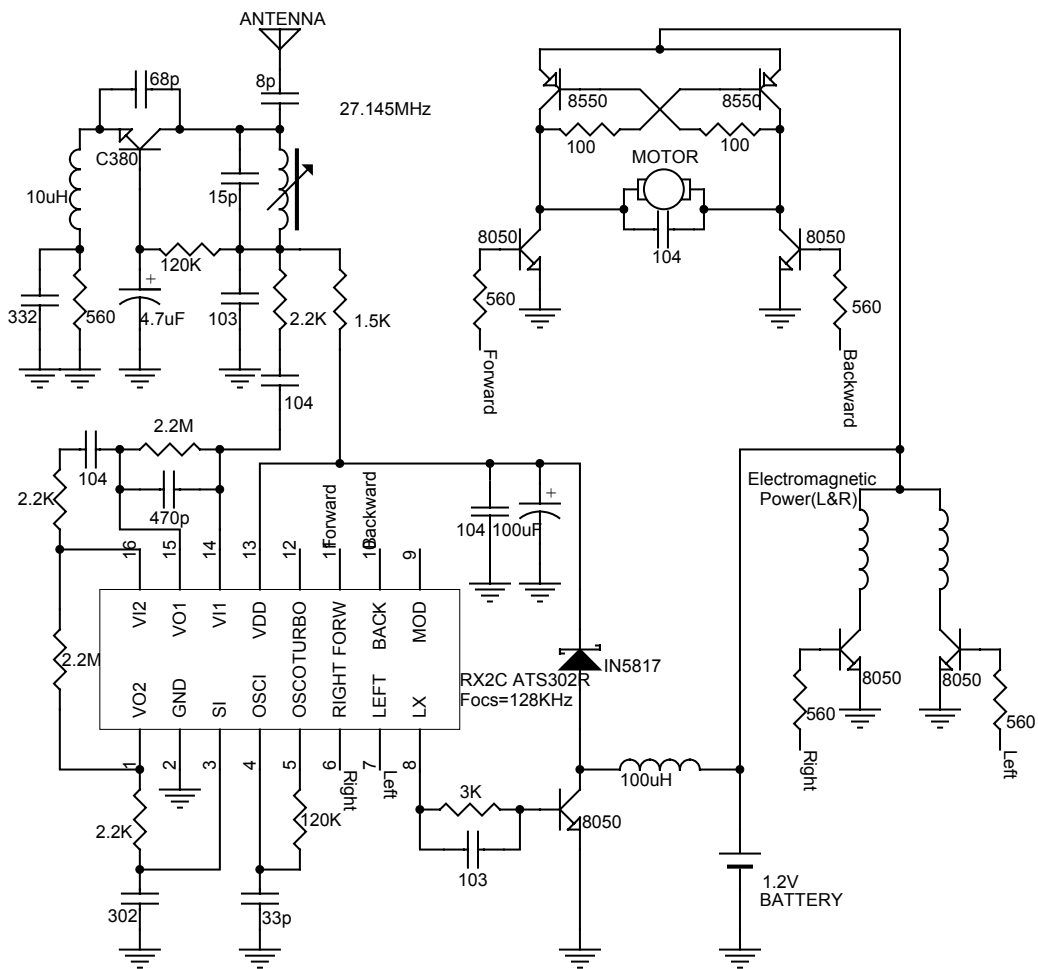 ANTENNA
68p
8p
27.145MHz
C380
10uH
15p
120K
332
560
+
4.7uF
103
2.2K
1.5K
104
8550
8550
100
100
MOTOR
104
8050
8050
560
560
Forward
Backward
2.2M
104
2.2K
470p
Forward
Backward
104
100uF
+
16
15
14
13
12
11
10
9
VI2
VO1
VI1
VDD
OSCOTURBO
RIGHT FORW
BACK
MOD
2.2M
VO2
GND
SI
OSCI
OSCOTURBO
RIGHT FORW
LEFT
LX
1
2
3
4
5
6
7
8
Right
Left
RX2C ATS302R
Focs=128KHz
IN5817
Electromagnetic
Power(L&R)
8050
8050
560
560
Right
Left
100uH
2.2K
120K
3K
103
8050
302
33p
1.2V
BATTERY